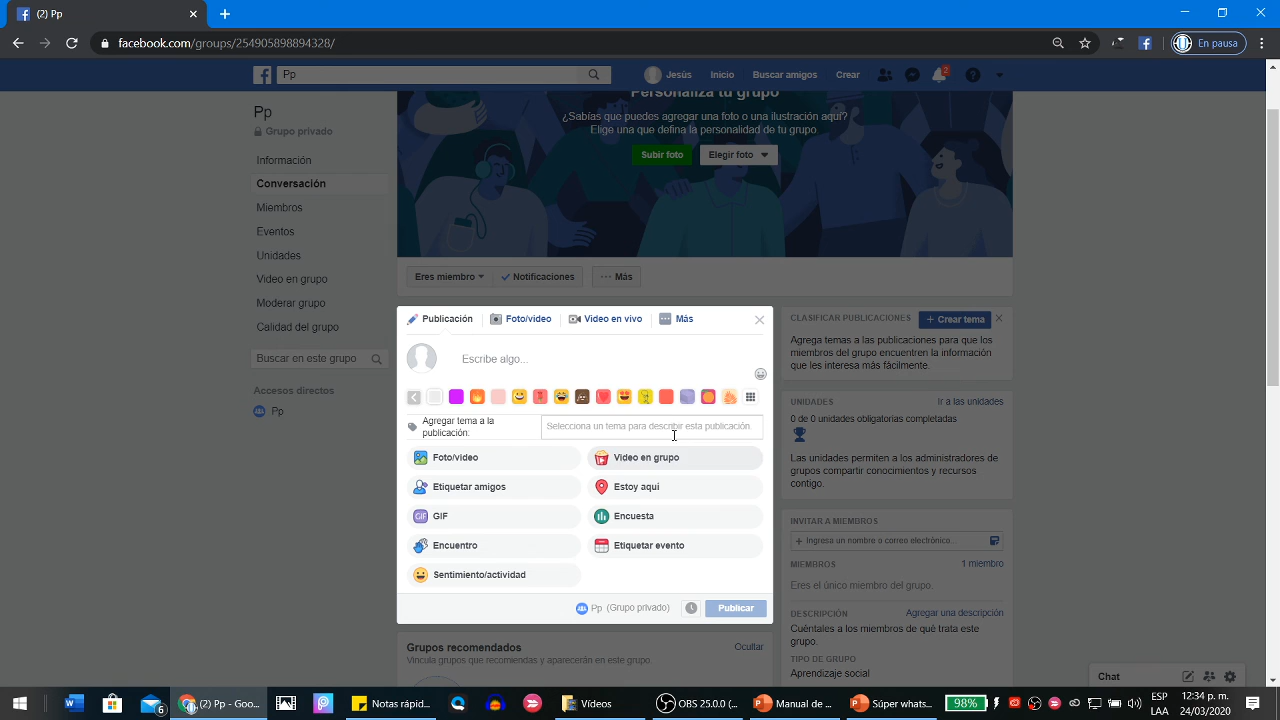 (2) Pp
facebook.com/groups/254905898894328/
En pausa
Pp
Jesús
Inicio
Buscar amigos
Crear
2
Pp
Grupo privado
Información
Conversación
Miembros
Eventos
Unidades
Video en grupo
Moderar grupo
Calidad del grupo
Buscar en este grupo
Accesos directos
Pp
Personaliza tu grupo
¿Sabías que puedes agregar una foto o una ilustración aquí?
Elige una que defina la personalidad de tu grupo.
Subir foto
Elegir foto
Eres miembro
Notificaciones
Más
Publicación
Foto/video
Video en vivo
Más
Escribe algo...
Agregar tema a la
publicación:
Selecciona un tema para describir esta publicación.
Foto/video
Video en grupo
Etiquetar amigos
Estoy aquí
GIF
GIF
Encuesta
Encuentro
Etiquetar evento
Sentimiento/actividad
Pp (Grupo privado)
Publicar
Grupos recomendados
Ocultar
Vincula grupos que recomiendas y aparecerán en este grupo.
CLASIFICAR PUBLICACIONES
+ Crear tema
Agrega temas a las publicaciones para que los
miembros del grupo encuentren la información
que les interesa más fácilmente.
UNIDADES
Ir a las unidades
0 de 0 unidades obligatorias completadas
Las unidades permiten a los administradores de
grupos compartir conocimientos y recursos
contigo.
INVITAR A MIEMBROS
+ Ingresa un nombre o correo electrónico...
MIEMBROS
1 miembro
Eres el único miembro del grupo.
DESCRIPCIÓN
Agregar una descripción
Cuéntales a los miembros de qué trata este
grupo.
TIPO DE GRUPO
Aprendizaje social
Chat
6
(2) Pp - Goo...
Notas rápid...
Vídeos
OBS 25.0.0 (...
Manual de ...
Súper whats...
98%
ESP
LAA
12:34 p. m.
24/03/2020